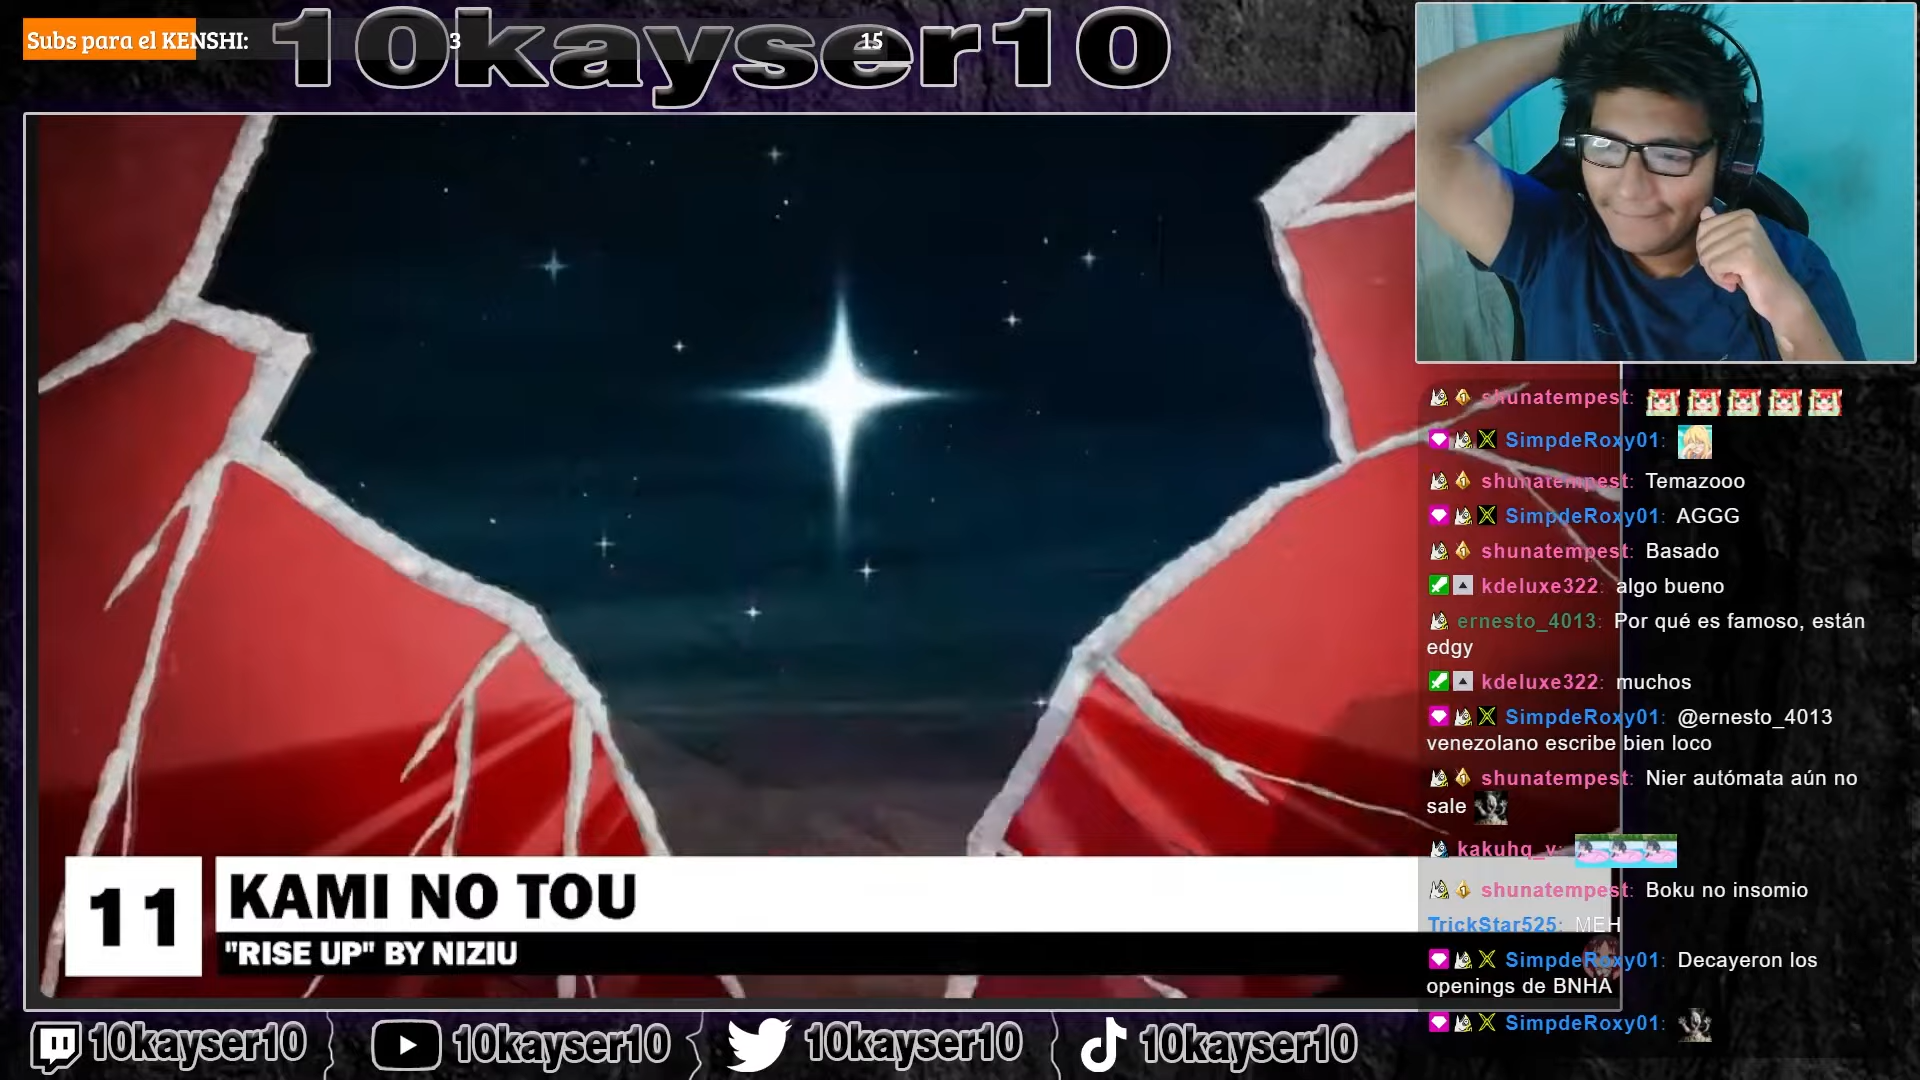 Subs para el KENSHI: 3 15
10kayser10
shunatempest:
SimpdeRoxy01:
shunatempest: Temazooo
SimpdeRoxy01: AGGG
shunatempest: Basado
kdeluxe322: algo bueno
ernesto_4013: Por qué es famoso, están
edgy
kdeluxe322: muchos
SimpdeRoxy01: @ernesto_4013
venezolano escribe bien loco
shunatempest: Nier autómata aún no
sale
kakuhq_v:
shunatempest: Boku no insomio
TrickStar525: MEH
SimpdeRoxy01: Decayeron los
openings de BNHA
SimpdeRoxy01:
11
KAMI NO TOU
"RISE UP" BY NIZIU
10kayser10 10kayser10 10kayser10 10kayser10